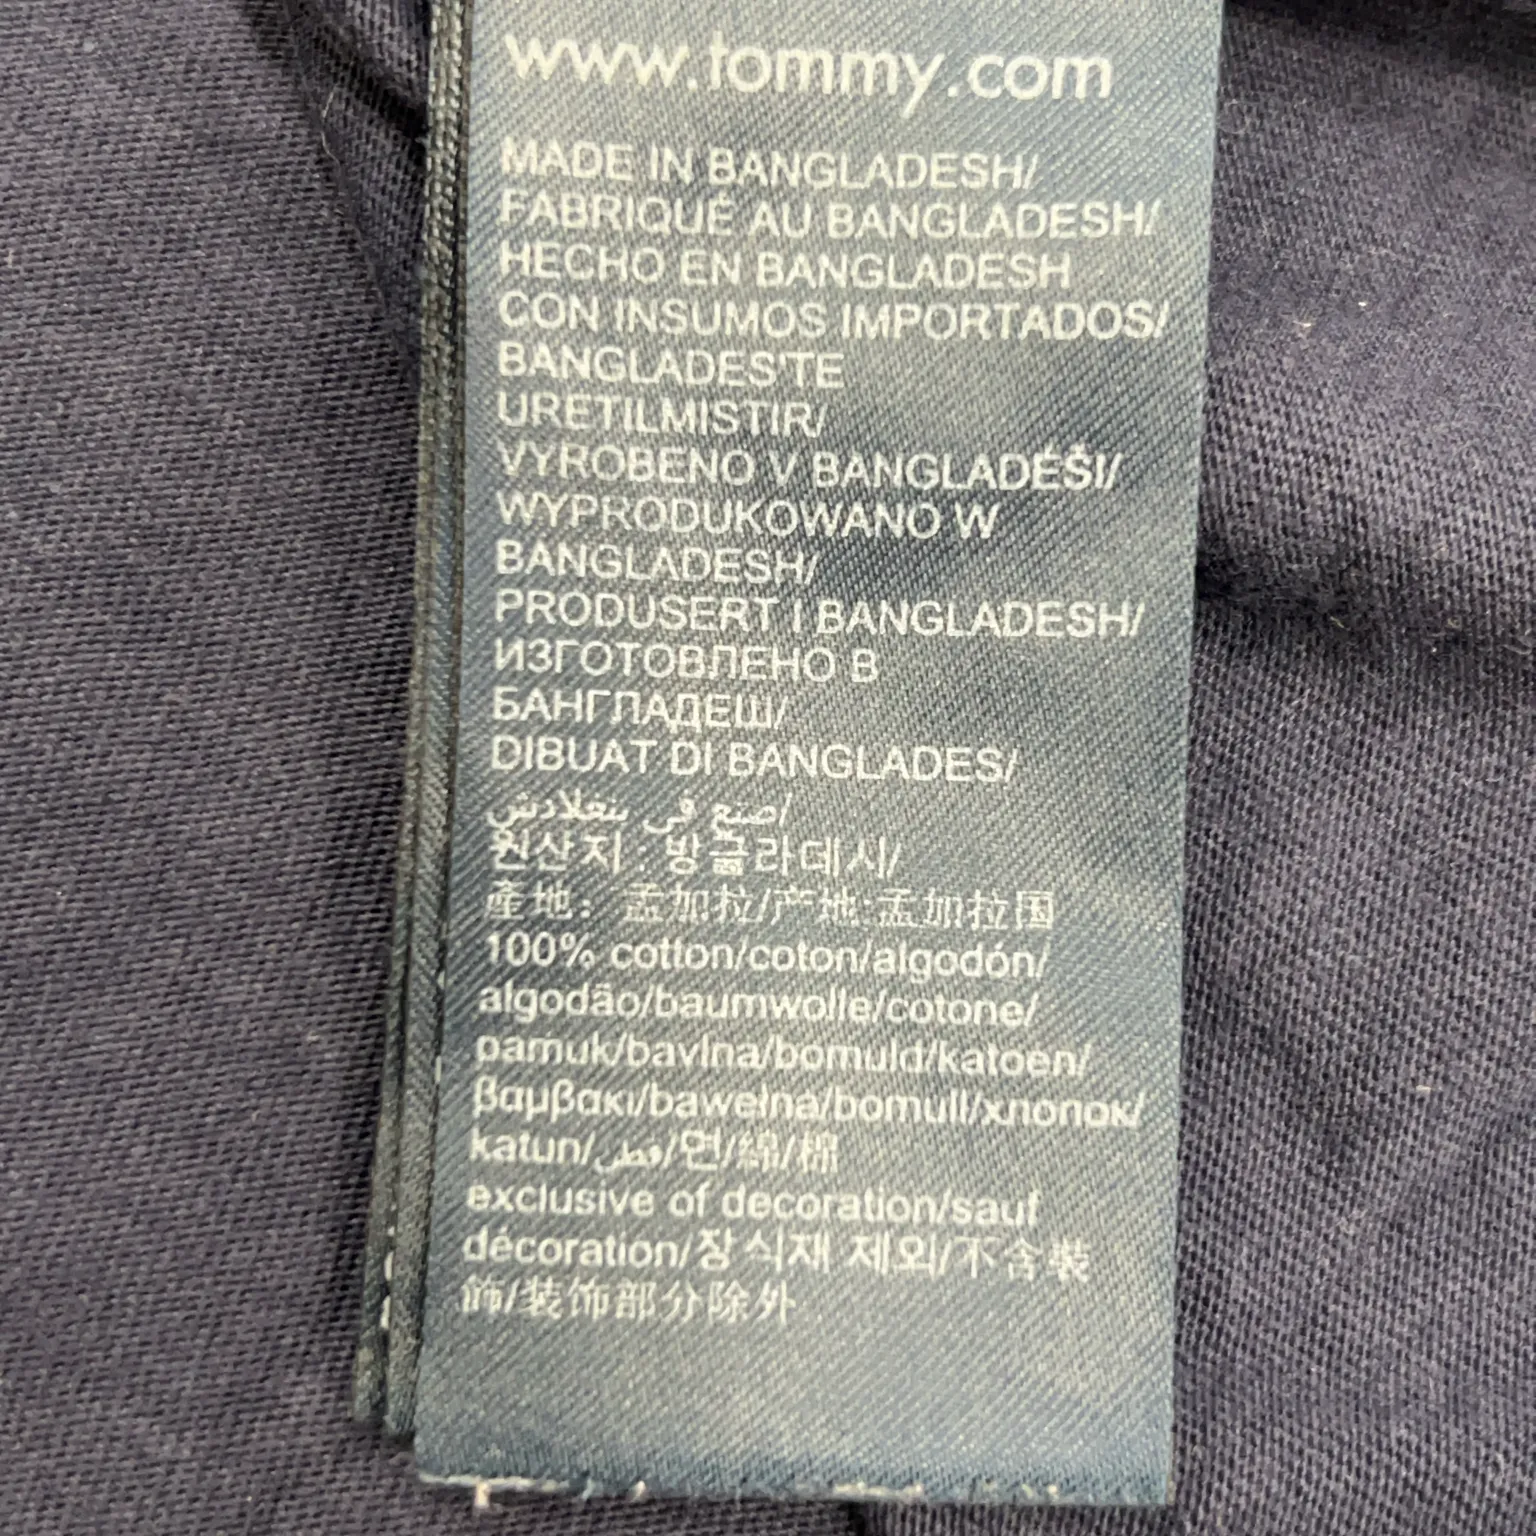 www.tommy.com
MADE IN BANGLADESH/
FABRIQUÉ AU BANGLADESH/
HECHO EN BANGLADESH
CON INSUMOS IMPORTADOS/
BANGLADES'TE
URETILMISTIR/
VYROBENO V BANGLADÉŠI/
WYPRODUKOWANO W
BANGLADESH/
PRODUSERT I BANGLADESH/
ИЗГОТОВЛЕНО В
БАНГЛАДЕШ/
DIBUAT DI BANGLADES/
صنع في بنغلادش/
원산지 : 방글라데시/
產地: 孟加拉/产地:孟加拉国
100% cotton/coton/algodón/
algodão/baumwolle/cotone/
pamuk/bavlna/bomuld/katoen/
βαμβακι/bawełna/bomull/хлопок/
katun/قطن/면/綿/棉
exclusive of decoration/sauf
décoration/장식재 제외/不含裝
飾/装饰部分除外